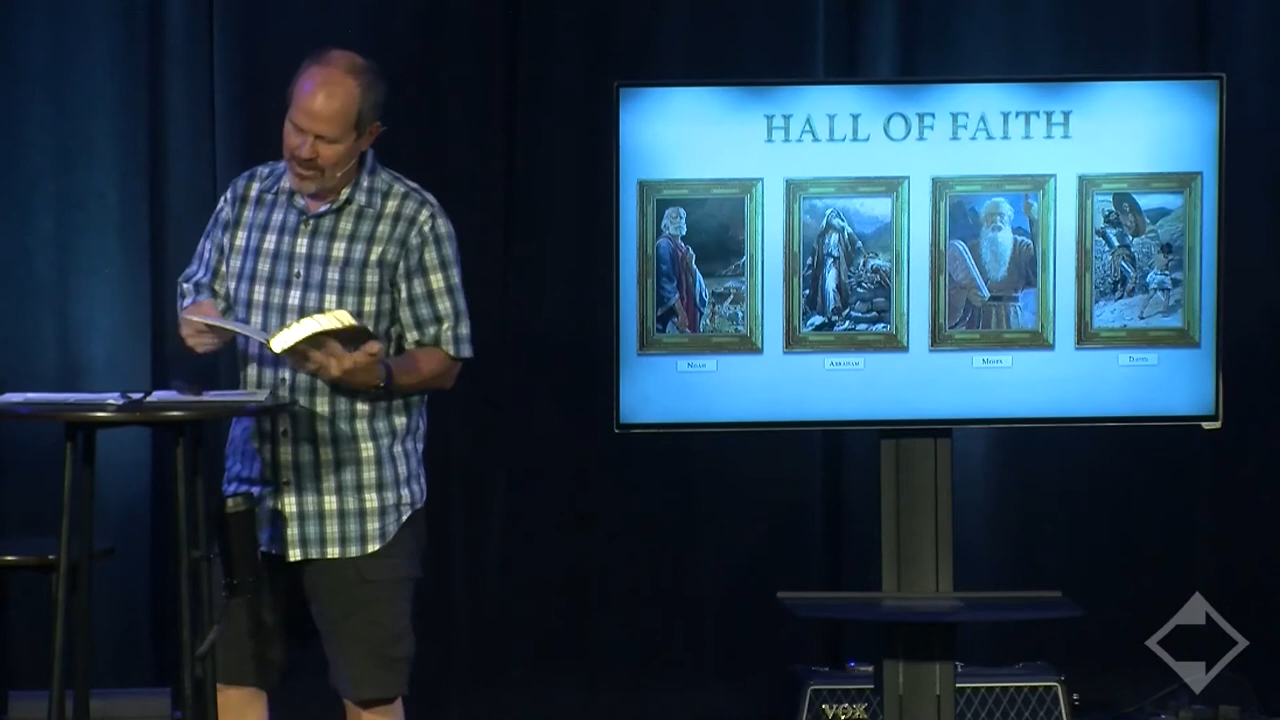 HALL OF FAITH
NOAH
ABRAHAM
MOSES
DAVID
VOX